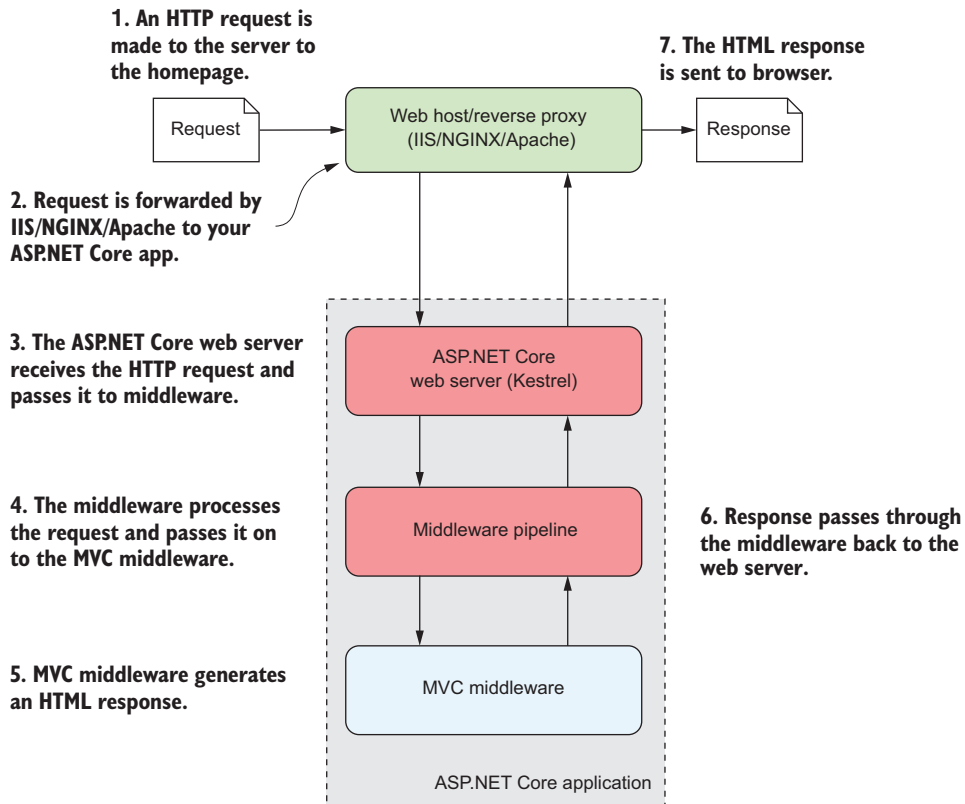 1. An HTTP request is
made to the server to
the homepage.
7. The HTML response
is sent to browser.
Request
Web host/reverse proxy
(IIS/NGINX/Apache)
Response
2. Request is forwarded by
IIS/NGINX/Apache to your
ASP.NET Core app.
3. The ASP.NET Core web server
receives the HTTP request and
passes it to middleware.
ASP.NET Core
web server (Kestrel)
4. The middleware processes
the request and passes it on
to the MVC middleware.
Middleware pipeline
6. Response passes through
the middleware back to the
web server.
5. MVC middleware generates
an HTML response.
MVC middleware
ASP.NET Core application